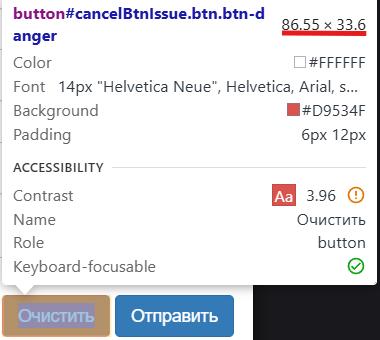 button#cancelBtnIssue.btn.btn-d
anger
86.55 × 33.6
Color #FFFFFF
Font 14px "Helvetica Neue", Helvetica, Arial, s...
Background #D9534F
Padding 6px 12px
ACCESSIBILITY
Contrast Aa 3.96
Name Очистить
Role button
Keyboard-focusable
Очистить Отправить